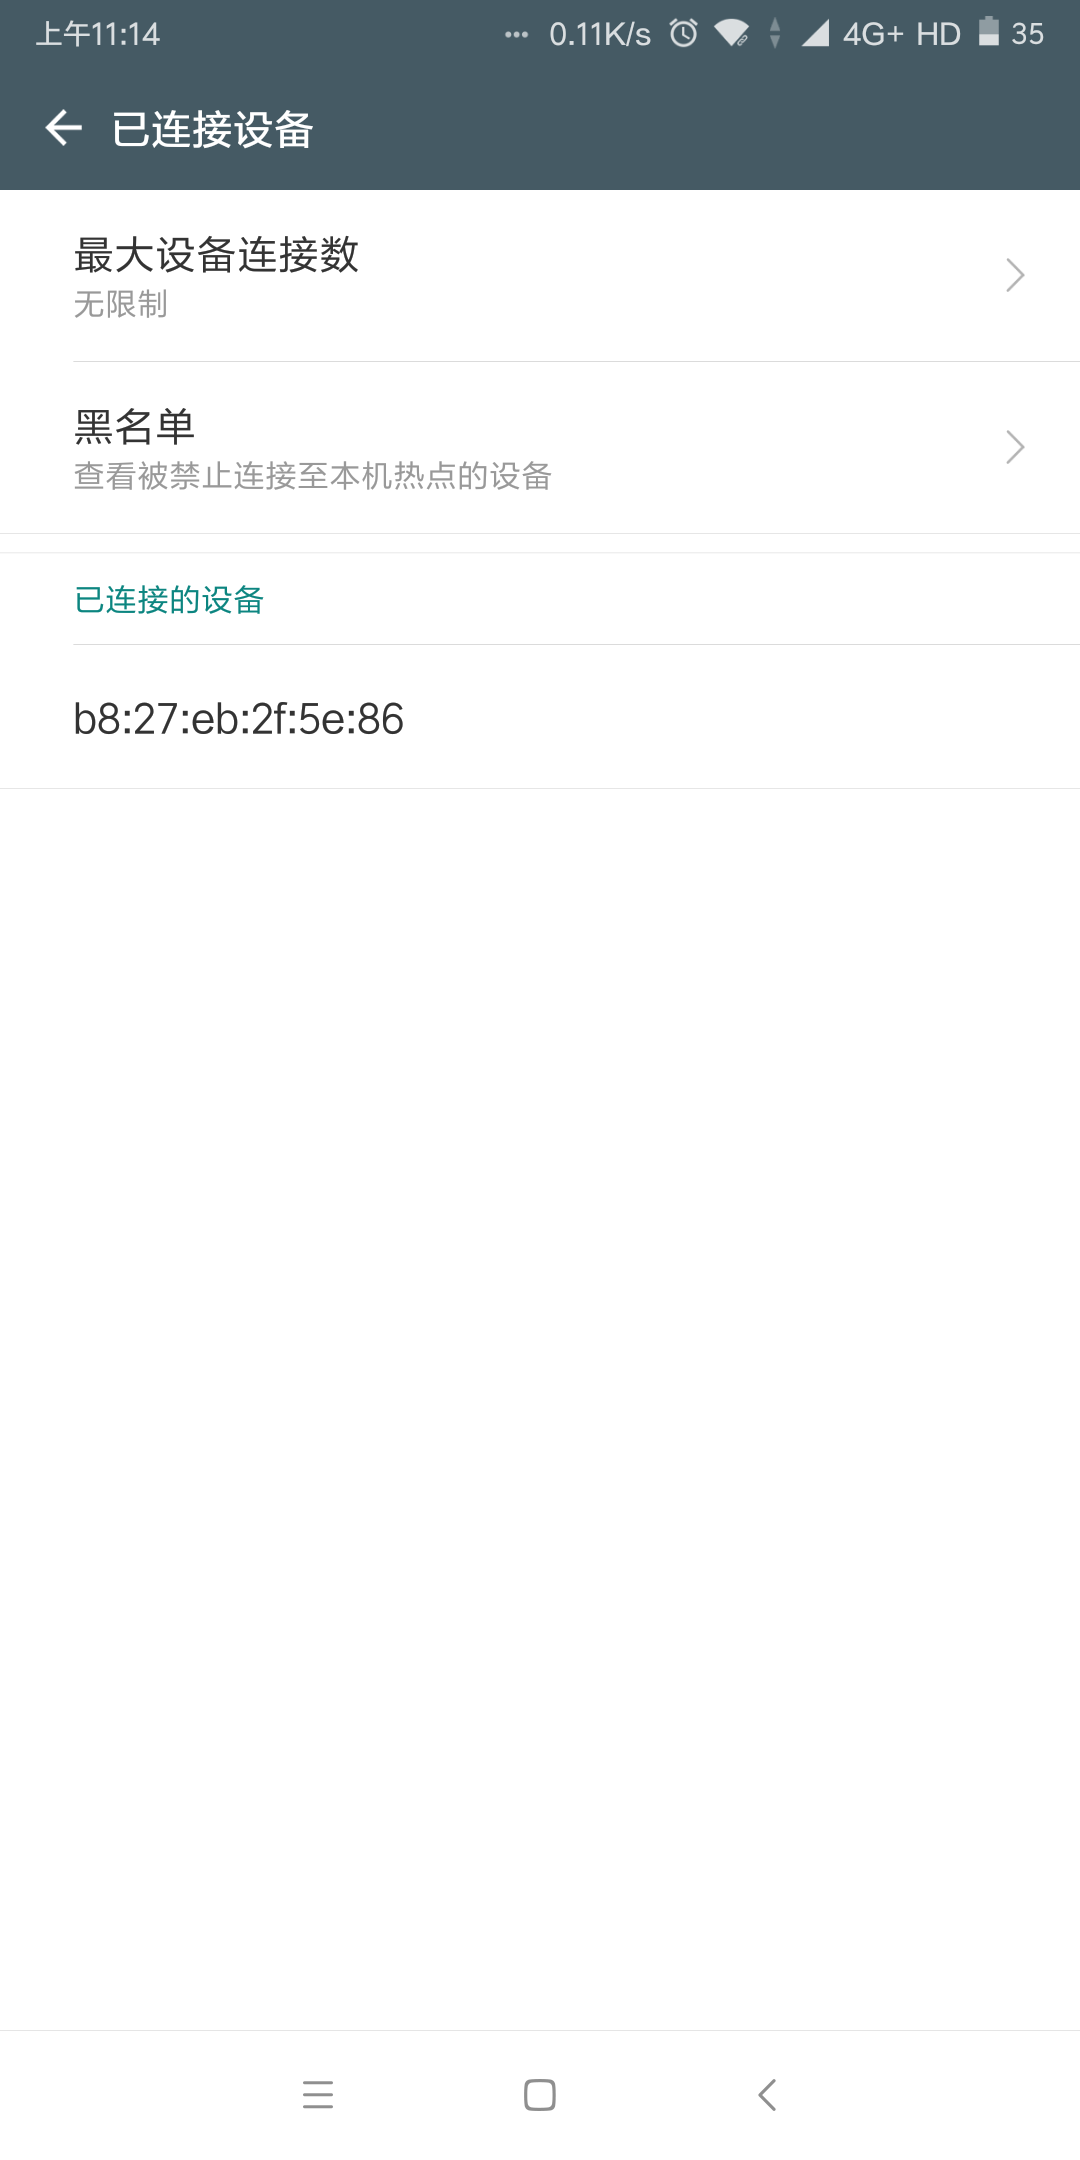 上午11:14 ... 0.11K/s 4G+ HD 35
已连接设备
最大设备连接数
无限制
黑名单
查看被禁止连接至本机热点的设备
已连接的设备
b8:27:eb:2f:5e:86